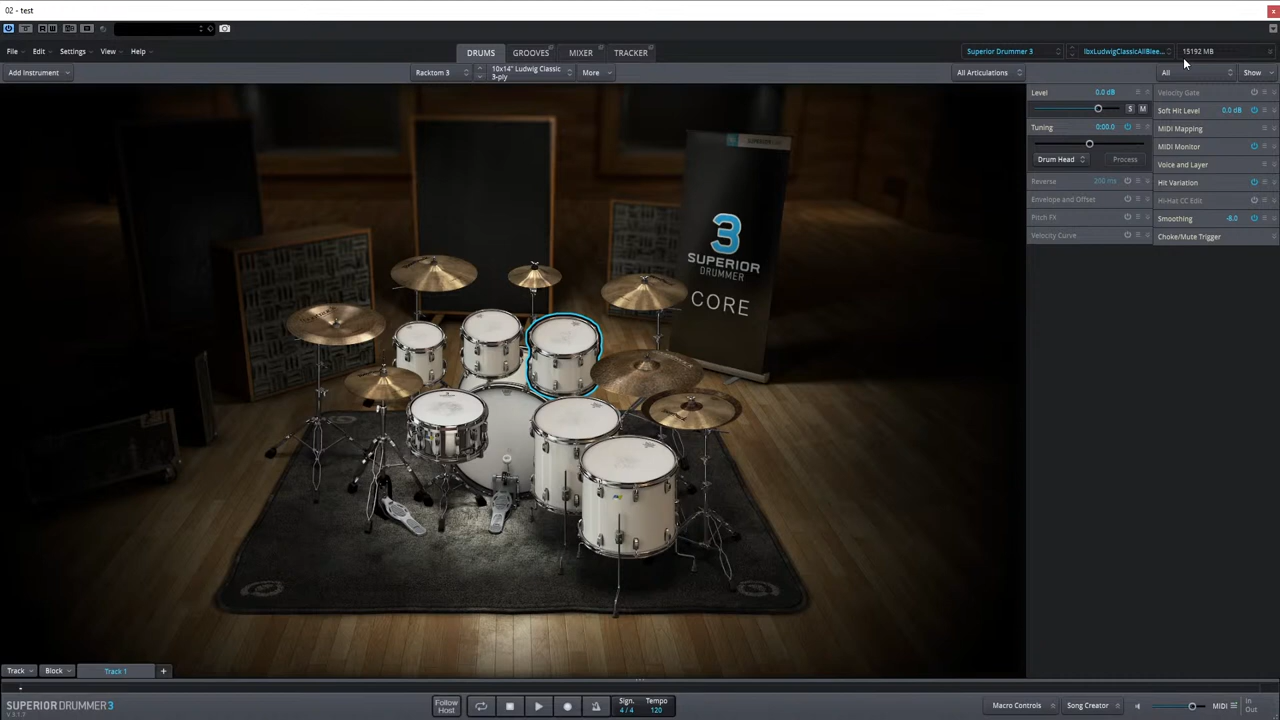 02 - test
File
Edit
Settings
View
Help
DRUMS
GROOVES
MIXER
TRACKER
Superior Drummer 3
lbxLudwigClassicAllBlee...
15192 MB
Add Instrument
Racktom 3
10x14" Ludwig Classic
3-ply
More
All Articulations
All
Show
Level
0.0 dB
S
M
Tuning
0:00.0
Drum Head
Process
Reverse
200 ms
Envelope and Offset
Pitch FX
Velocity Curve
Velocity Gate
Soft Hit Level
0.0 dB
MIDI Mapping
MIDI Monitor
Voice and Layer
Hit Variation
Hi-Hat CC Edit
Smoothing
-8.0
Choke/Mute Trigger
3
SUPERIOR
DRUMMER
CORE
Track
Block
Track 1
+
SUPERIOR DRUMMER 3
Follow
Host
Sign.
4 / 4
Tempo
120
Macro Controls
Song Creator
MIDI
In
Out